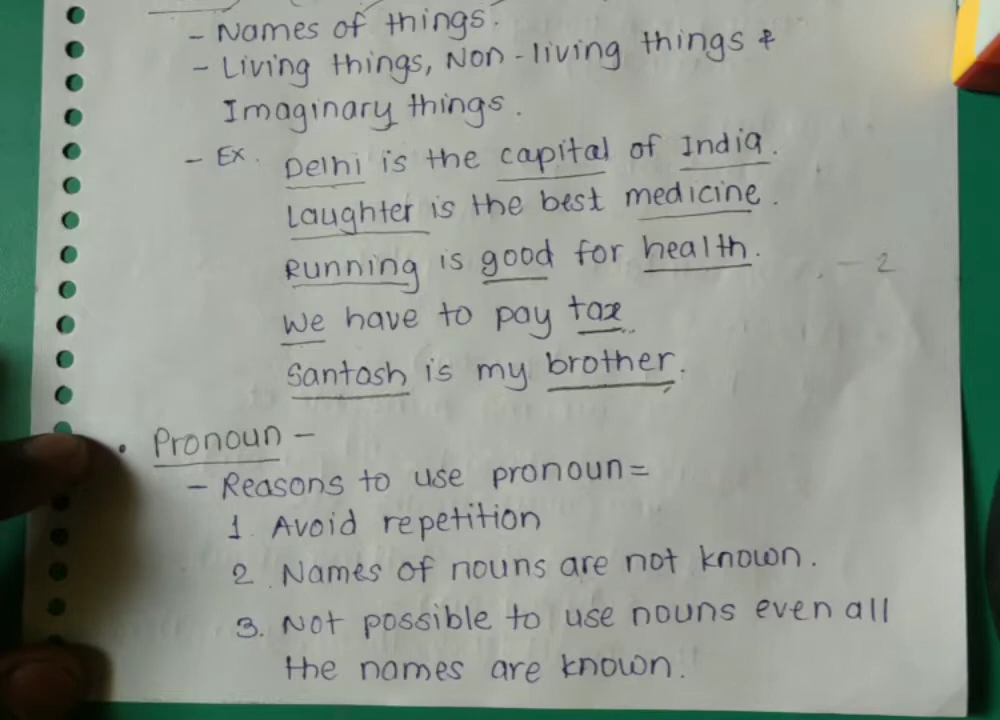 - Names of things.
- Living things, Non-living things &
Imaginary things.
- Ex. Delhi is the capital of India.
Laughter is the best medicine.
Running is good for health.
- 2
We have to pay tax
Santosh is my brother.
• Pronoun -
- Reasons to use pronoun =
1. Avoid repetition
2. Names of nouns are not known.
3. Not possible to use nouns even all
the names are known.